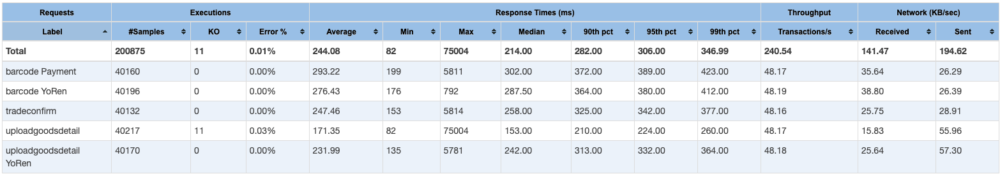 Requests Executions Response Times (ms) Throughput Network (KB/sec)
Label #Samples KO Error % Average Min Max Median 90th pct 95th pct 99th pct Transactions/s Received Sent
Total 200875 11 0.01% 244.08 82 75004 214.00 282.00 306.00 346.99 240.54 141.47 194.62
barcode Payment 40160 0 0.00% 293.22 199 5811 302.00 372.00 389.00 423.00 48.17 35.64 26.29
barcode YoRen 40196 0 0.00% 276.43 176 792 287.50 364.00 380.00 412.00 48.19 38.80 26.39
tradeconfirm 40132 0 0.00% 247.46 153 5814 258.00 325.00 342.00 377.00 48.16 25.75 28.91
uploadgoodsdetail 40217 11 0.03% 171.35 82 75004 153.00 210.00 224.00 260.00 48.17 15.83 55.96
uploadgoodsdetail 40170 0 0.00% 231.99 135 5781 242.00 313.00 332.00 364.00 48.18 25.64 57.30
YoRen